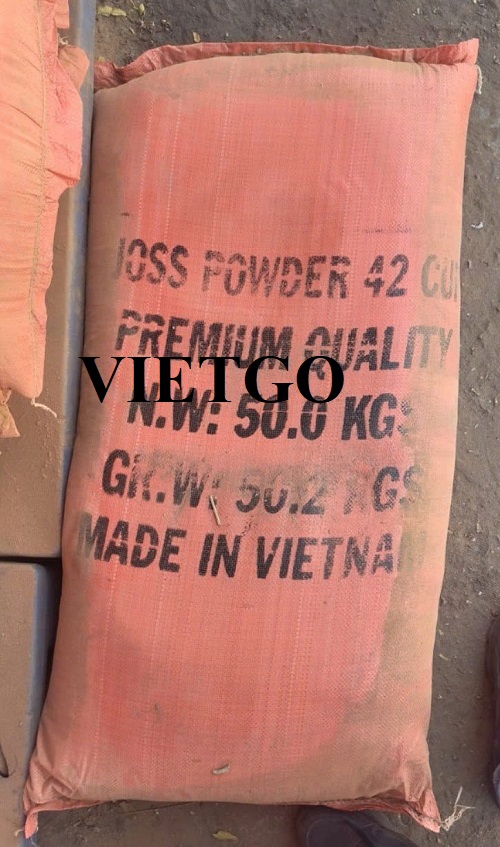 JOSS POWDER 42
PREMIUM QUALITY
VIETGO
N.W: 50.0 KGS
GR.W: 50.2 KGS
MADE IN VIETNAM